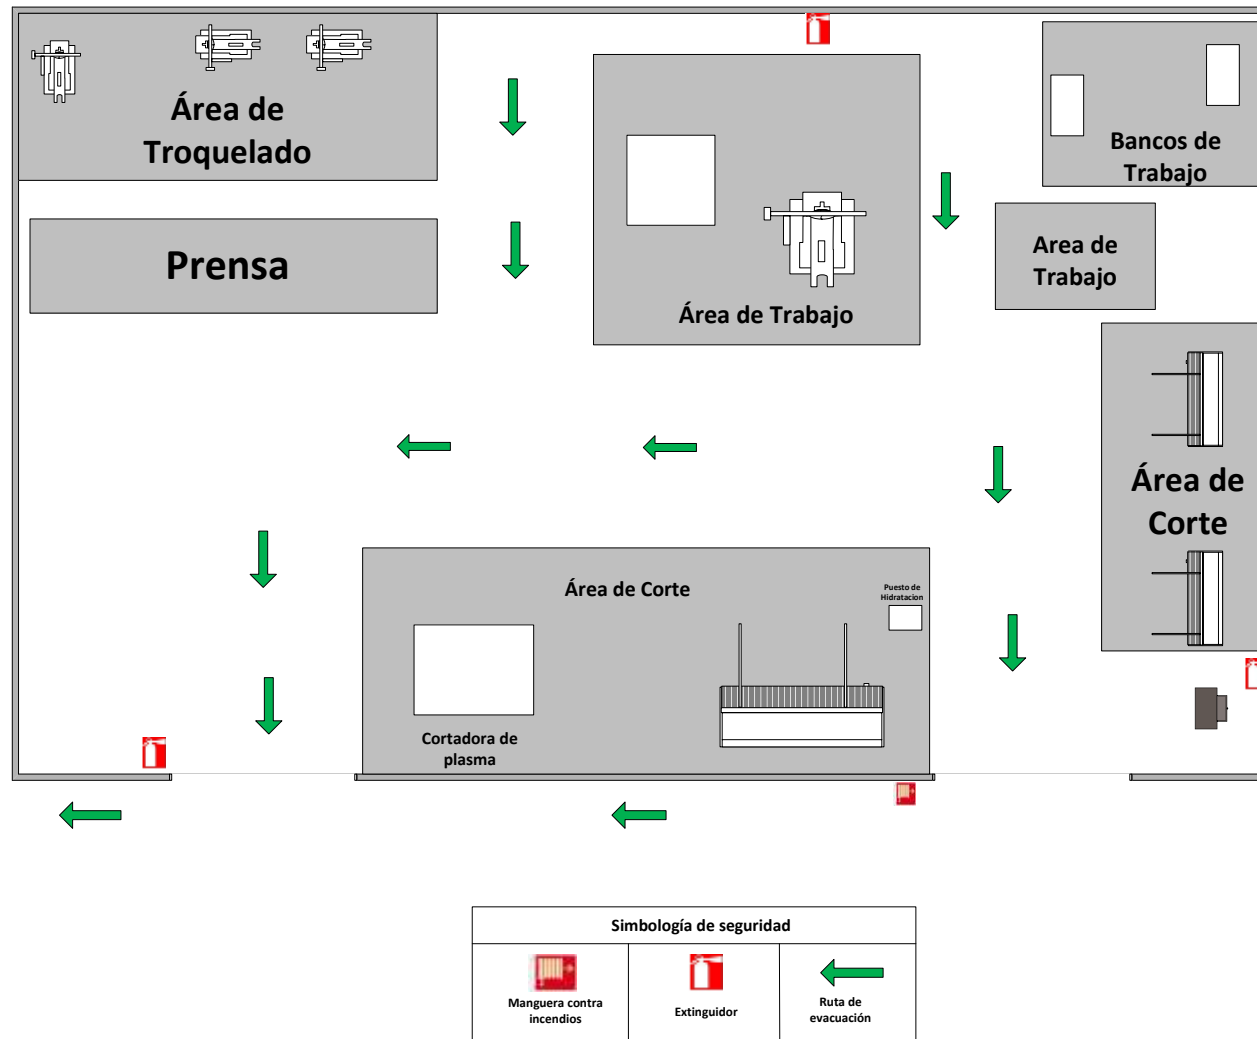 Área de
Troquelado
Prensa
Área de Trabajo
Bancos de
Trabajo
Area de
Trabajo
Área de
Corte
Área de Corte
Puesto de
Hidratacion
Cortadora de
plasma
Simbología de seguridad
Manguera contra
incendios
Extinguidor
Ruta de
evacuación